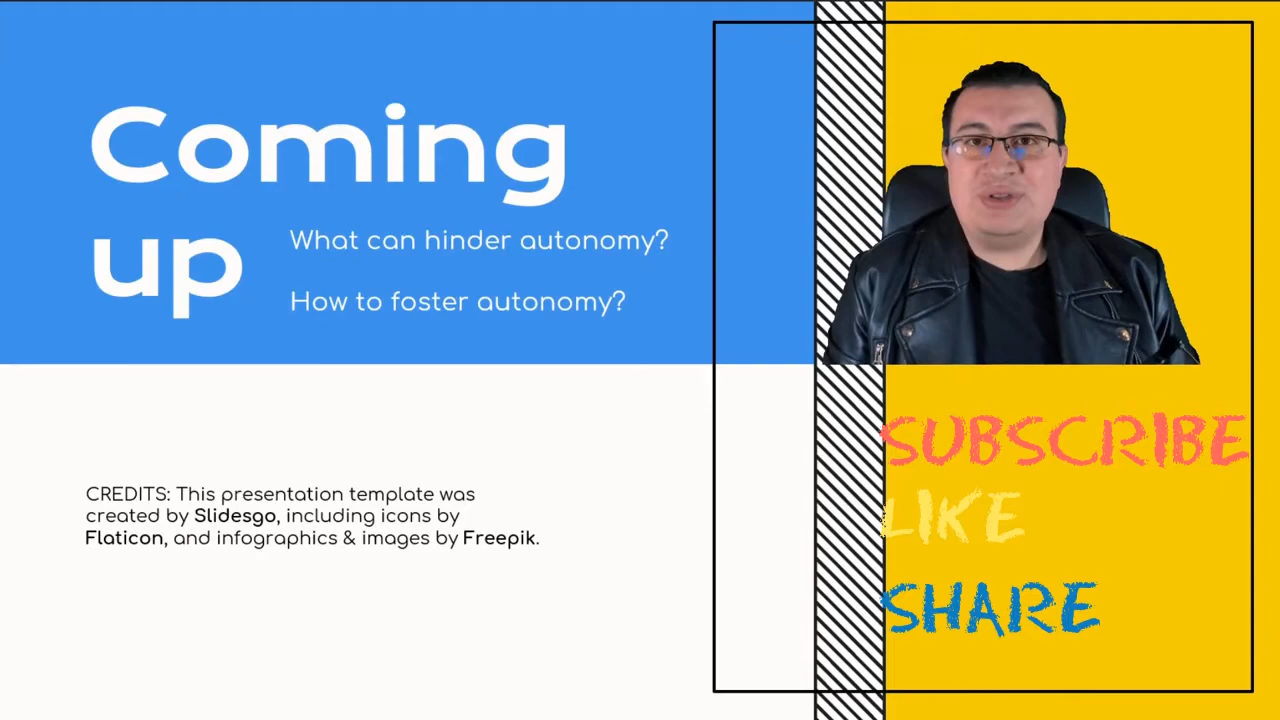 Coming
up
What can hinder autonomy?
How to foster autonomy?
CREDITS: This presentation template was
created by Slidesgo, including icons by
Flaticon, and infographics & images by Freepik.
SUBSCRIBE
LIKE
SHARE